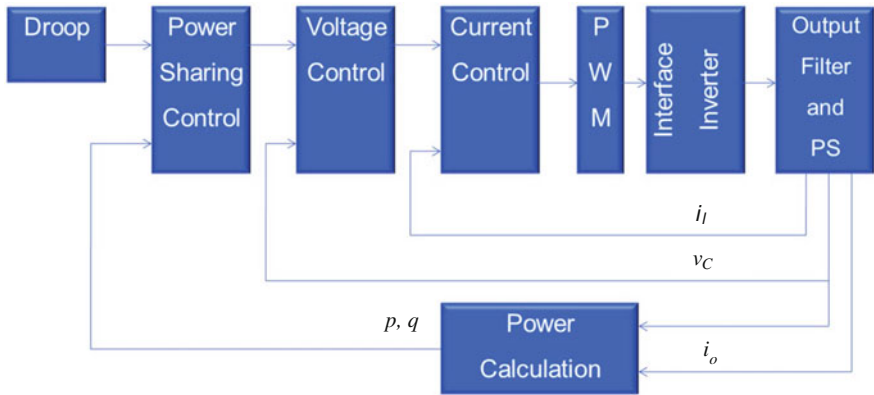 Droop
Power
Sharing
Control
Voltage
Control
Current
Control
P
W
M
Interface
Inverter
Output
Filter
and
PS
i_l
v_C
p, q
Power
Calculation
i_o